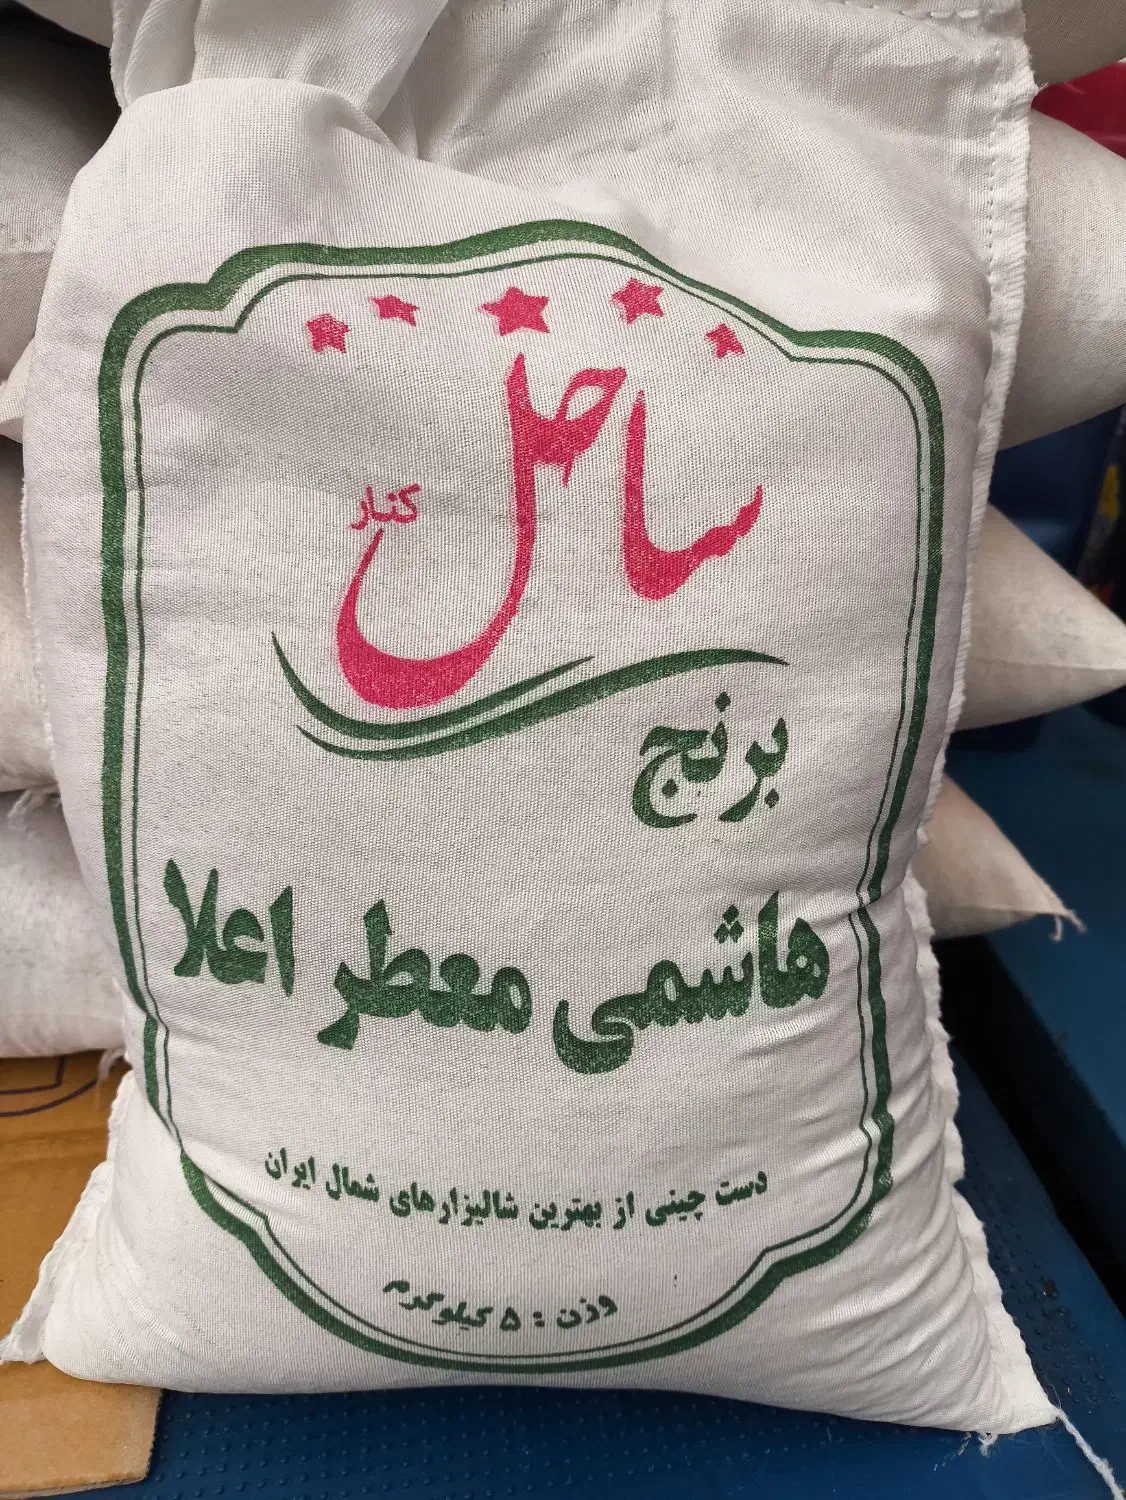 ساحل
کنار
برنج
هاشمی معطر اعلا
دست چینی از بهترین شالیزارهای شمال ایران
وزن : ۵ کیلوگرم